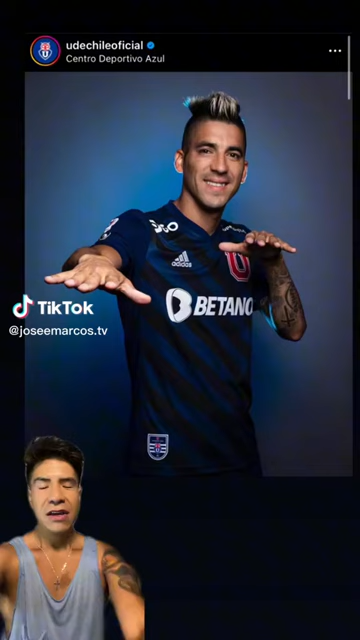 udechileoficial
Centro Deportivo Azul
adidas
U
BETANO
TikTok
@joseemarcos.tv